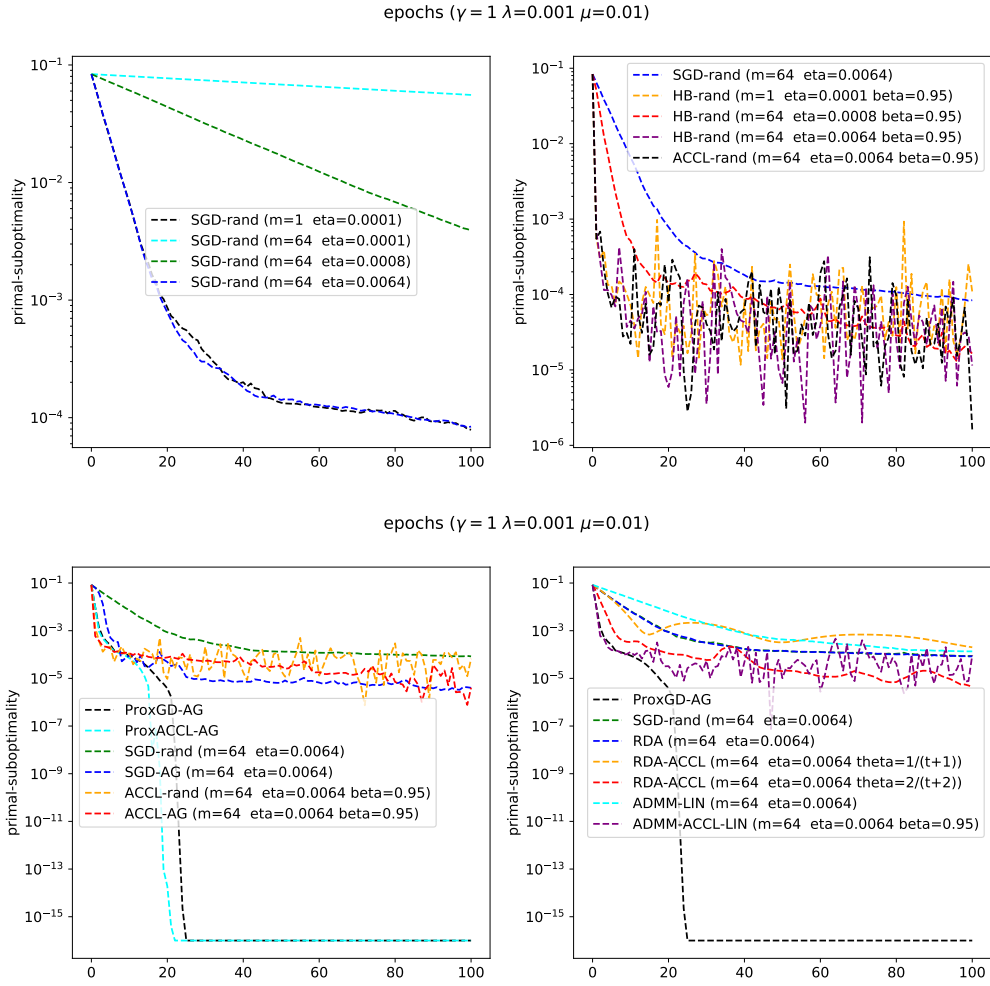 epochs (γ = 1 λ=0.001 μ=0.01)
10⁻¹
10⁻²
10⁻³
10⁻⁴
primal-suboptimality
SGD-rand (m=1 eta=0.0001)
SGD-rand (m=64 eta=0.0001)
SGD-rand (m=64 eta=0.0008)
SGD-rand (m=64 eta=0.0064)
0 20 40 60 80 100
10⁻¹
10⁻²
10⁻³
10⁻⁴
10⁻⁵
10⁻⁶
primal-suboptimality
SGD-rand (m=64 eta=0.0064)
HB-rand (m=1 eta=0.0001 beta=0.95)
HB-rand (m=64 eta=0.0008 beta=0.95)
HB-rand (m=64 eta=0.0064 beta=0.95)
ACCL-rand (m=64 eta=0.0064 beta=0.95)
0 20 40 60 80 100
epochs (γ = 1 λ=0.001 μ=0.01)
10⁻¹
10⁻³
10⁻⁵
10⁻⁷
10⁻⁹
10⁻¹¹
10⁻¹³
10⁻¹⁵
primal-suboptimality
ProxGD-AG
ProxACCL-AG
SGD-rand (m=64 eta=0.0064)
SGD-AG (m=64 eta=0.0064)
ACCL-rand (m=64 eta=0.0064 beta=0.95)
ACCL-AG (m=64 eta=0.0064 beta=0.95)
0 20 40 60 80 100
10⁻¹
10⁻³
10⁻⁵
10⁻⁷
10⁻⁹
10⁻¹¹
10⁻¹³
10⁻¹⁵
primal-suboptimality
ProxGD-AG
SGD-rand (m=64 eta=0.0064)
RDA (m=64 eta=0.0064)
RDA-ACCL (m=64 eta=0.0064 theta=1/(t+1))
RDA-ACCL (m=64 eta=0.0064 theta=2/(t+2))
ADMM-LIN (m=64 eta=0.0064)
ADMM-ACCL-LIN (m=64 eta=0.0064 beta=0.95)
0 20 40 60 80 100